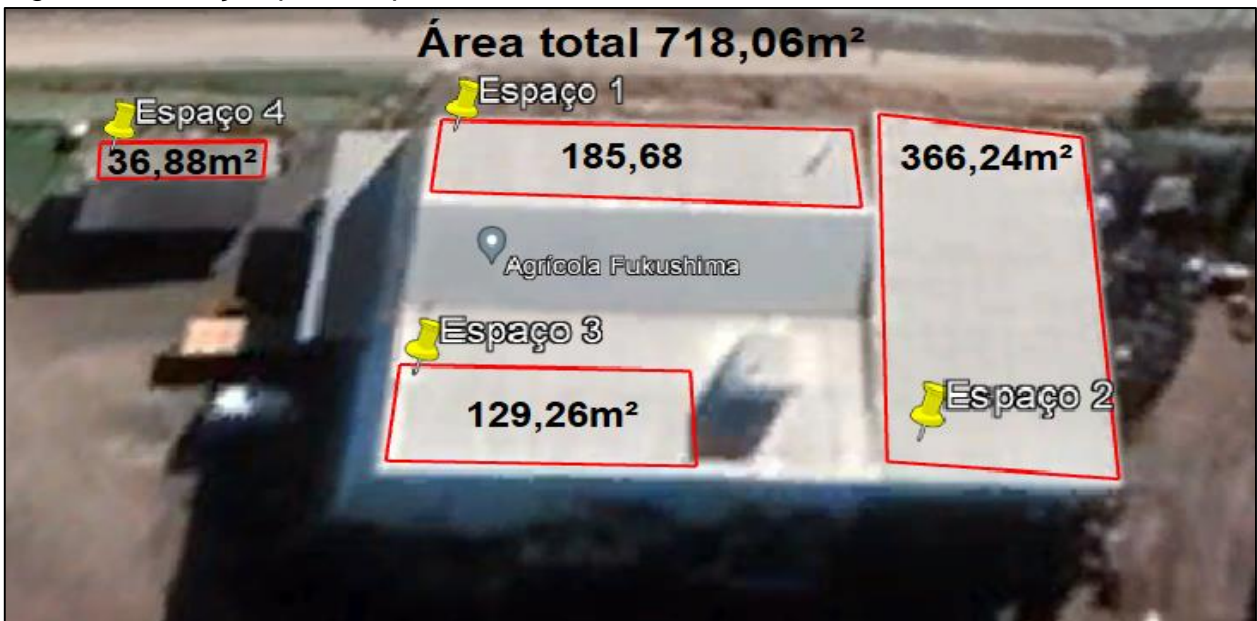 Área total 718,06m²
Espaço 4
36,88m²
Espaço 1
185,68
366,24m²
Agrícola Fukushima
Espaço 3
129,26m²
Espaço 2